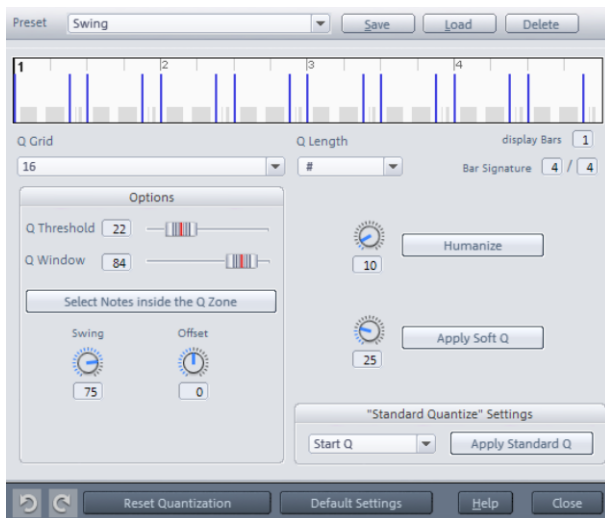 Preset Swing Save Load Delete
1 2 3 4
Q Grid Q Length display Bars 1
16 # Bar Signature 4 / 4
Options
Q Threshold 22
Humanize
Q Window 84
10
Select Notes inside the Q Zone
Swing Offset
Apply Soft Q
25
75 0
"Standard Quantize" Settings
Start Q Apply Standard Q
Reset Quantization Default Settings Help Close